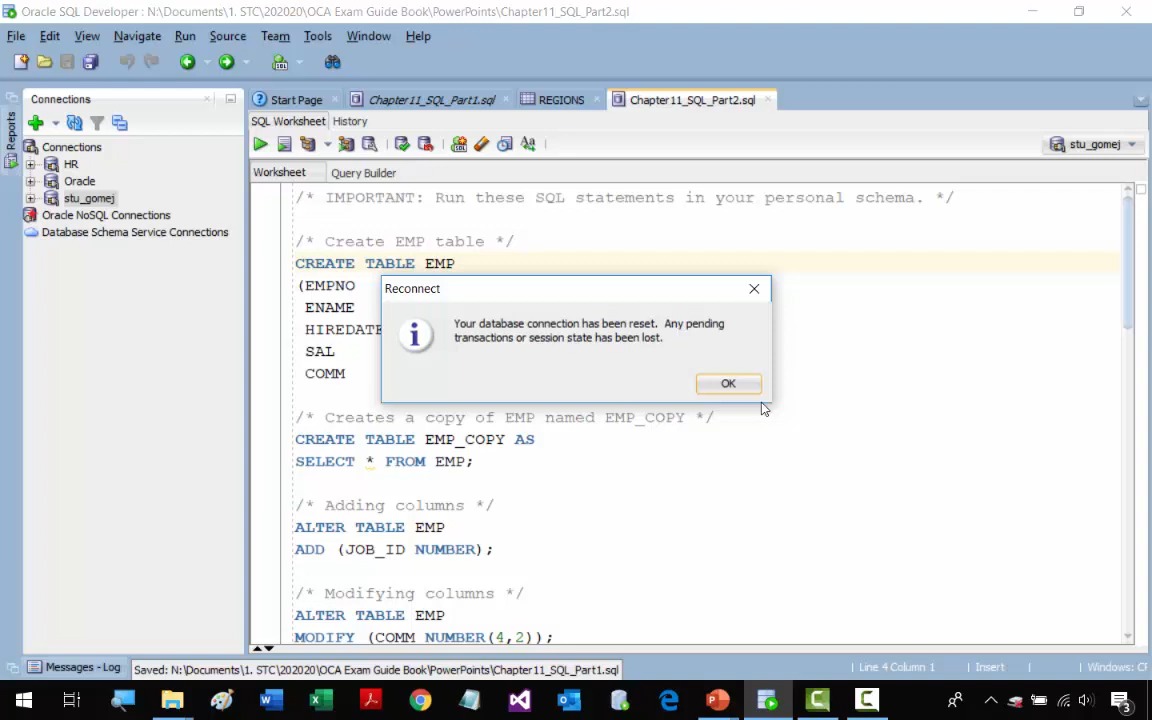 Oracle SQL Developer : N:\Documents\1. STC\202020\OCA Exam Guide Book\PowerPoints\Chapter11_SQL_Part2.sql
File Edit View Navigate Run Source Team Tools Window Help
Connections
Start Page
Chapter11_SQL_Part1.sql
REGIONS
Chapter11_SQL_Part2.sql
Reports
SQL Worksheet History
stu_gomej
Connections
HR
Oracle
stu_gomej
Oracle NoSQL Connections
Database Schema Service Connections
Worksheet Query Builder
/* IMPORTANT: Run these SQL statements in your personal schema. */
/* Create EMP table */
CREATE TABLE EMP
(EMPNO
ENAME
HIREDATE
SAL
COMM
Reconnect
Your database connection has been reset. Any pending
transactions or session state has been lost.
OK
/* Creates a copy of EMP named EMP_COPY */
CREATE TABLE EMP_COPY AS
SELECT * FROM EMP;
/* Adding columns */
ALTER TABLE EMP
ADD (JOB_ID NUMBER);
/* Modifying columns */
ALTER TABLE EMP
MODIFY (COMM NUMBER(4,2));
Messages - Log
Saved: N:\Documents\1. STC\202020\OCA Exam Guide Book\PowerPoints\Chapter11_SQL_Part1.sql
Line 4 Column 1
Insert
Windows: CF
3